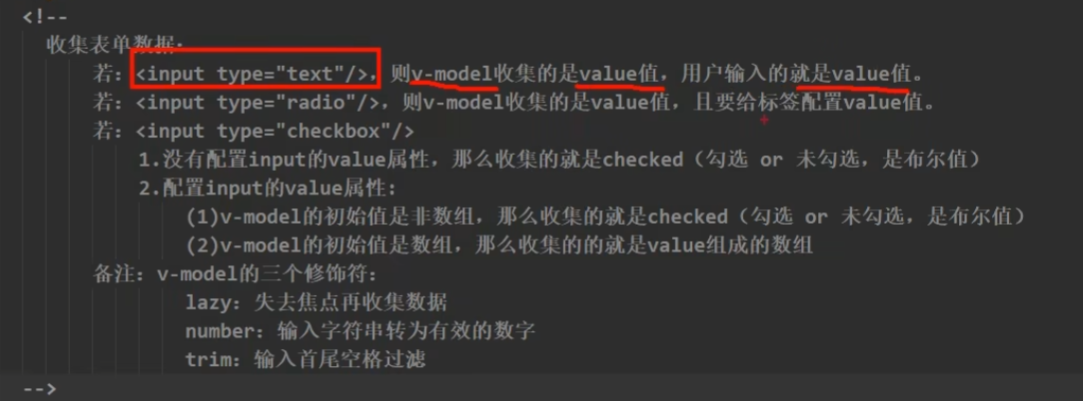 <!--
收集表单数据:
若：<input type="text"/>，则v-model收集的是value值，用户输入的就是value值。
若：<input type="radio"/>，则v-model收集的是value值，且要给标签配置value值。
若：<input type="checkbox"/>
1.没有配置input的value属性，那么收集的就是checked（勾选 or 未勾选，是布尔值）
2.配置input的value属性:
(1)v-model的初始值是非数组，那么收集的就是checked（勾选 or 未勾选，是布尔值）
(2)v-model的初始值是数组，那么收集的的就是value组成的数组
备注：v-model的三个修饰符：
lazy：失去焦点再收集数据
number：输入字符串转为有效的数字
trim：输入首尾空格过滤
-->